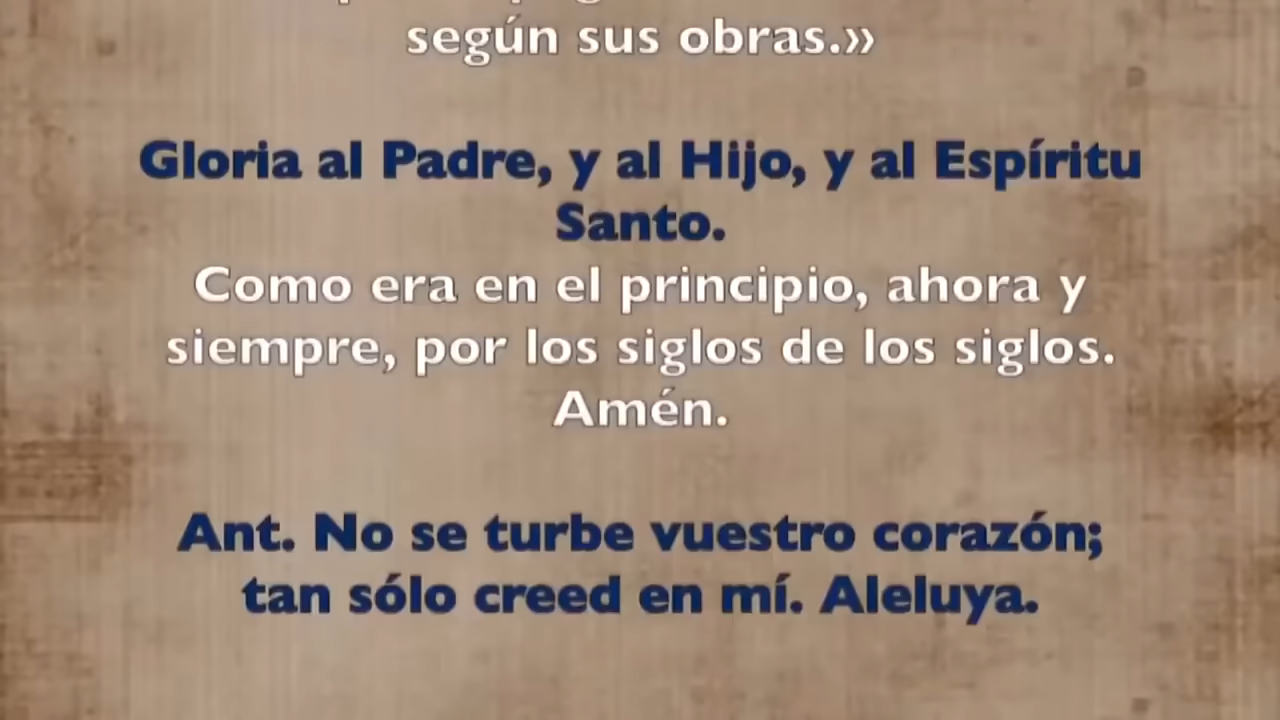 según sus obras.»
Gloria al Padre, y al Hijo, y al Espíritu
Santo.
Como era en el principio, ahora y
siempre, por los siglos de los siglos.
Amén.
Ant. No se turbe vuestro corazón;
tan sólo creed en mí. Aleluya.